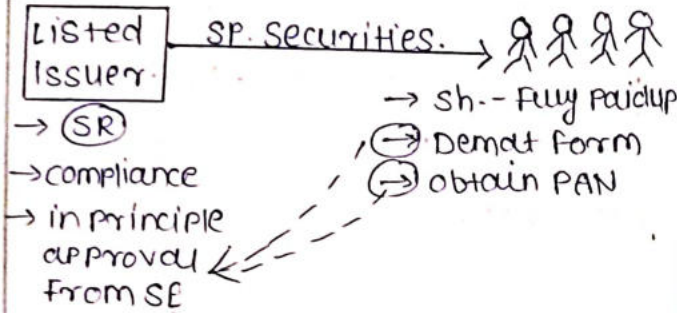 Listed
Issuer.
SP. Securities.
→ (SR)
→ compliance
→ in principle
approval
from SE
→ sh.-- Fully paidup
→ Demat form
→ obtain PAN